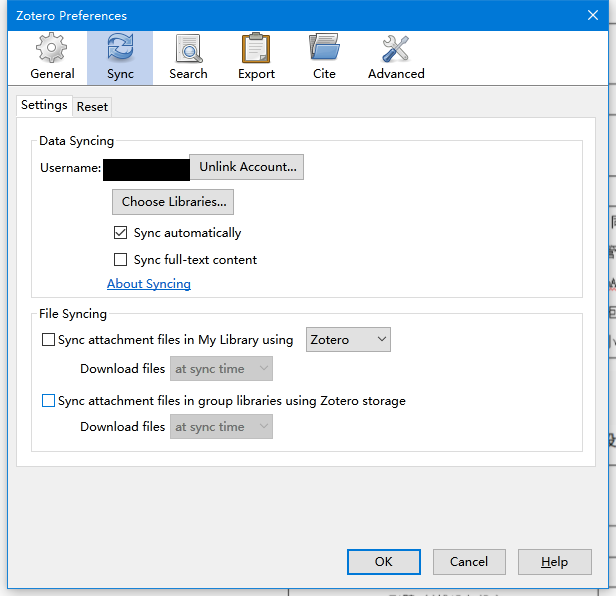 Zotero Preferences
General Sync Search Export Cite Advanced
Settings Reset
Data Syncing
Username: Unlink Account...
Choose Libraries...
Sync automatically
Sync full-text content
About Syncing
File Syncing
Sync attachment files in My Library using Zotero
Download files at sync time
Sync attachment files in group libraries using Zotero storage
Download files at sync time
OK Cancel Help